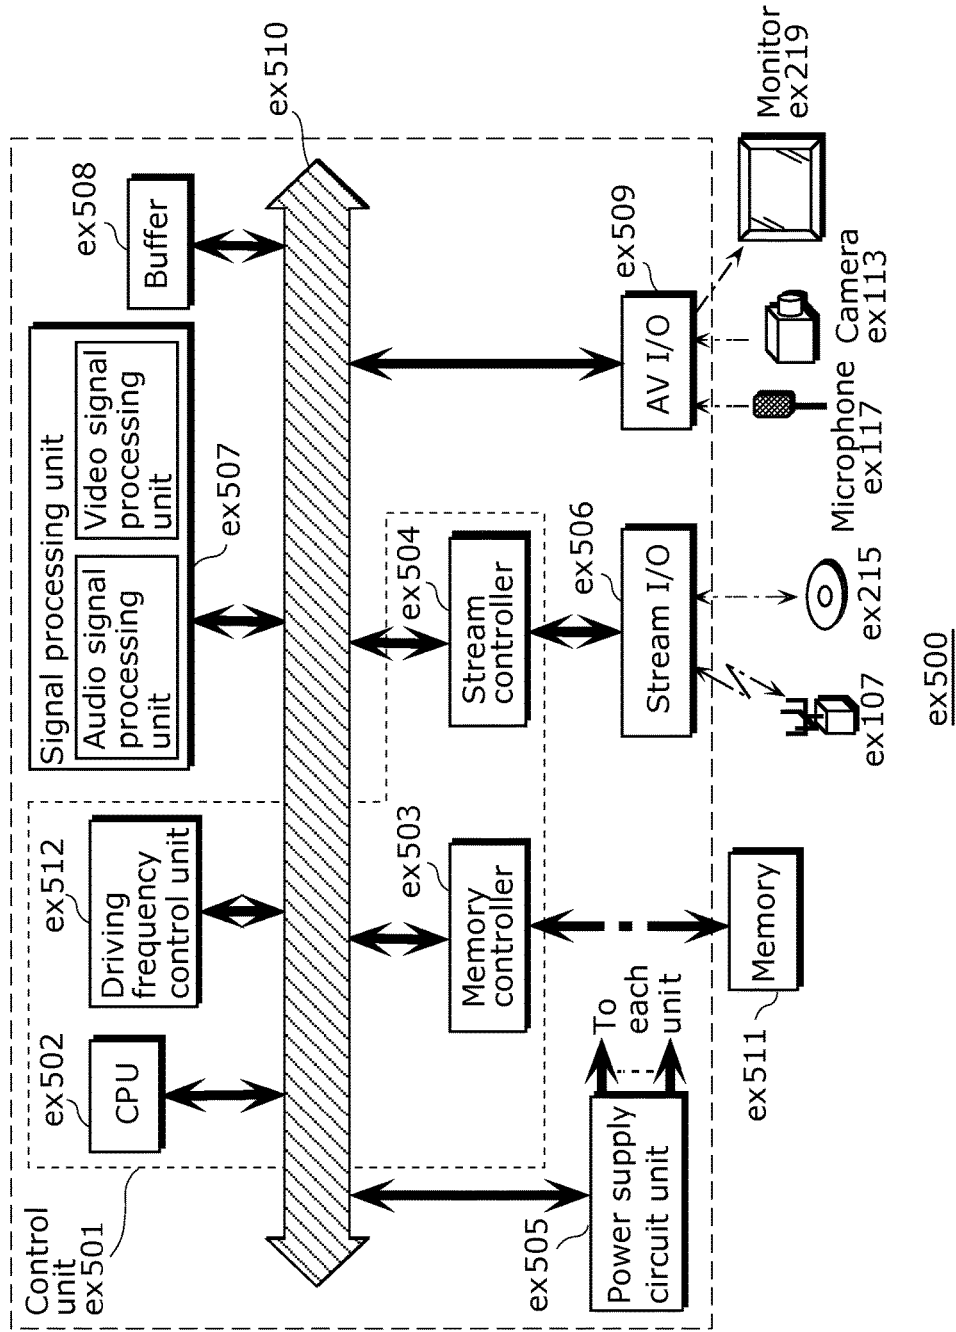 Control
unit
ex501
ex502
CPU
ex512
Driving
frequency
control unit
Signal processing unit
Audio signal
processing
unit
Video signal
processing
unit
ex507
ex508
Buffer
ex510
ex503
Memory
controller
ex504
Stream
controller
ex505
Power supply
circuit unit
To
each
unit
ex506
Stream I/O
ex509
AV I/O
ex511
Memory
ex107
ex215
Microphone
ex117
Camera
ex113
Monitor
ex219
ex500